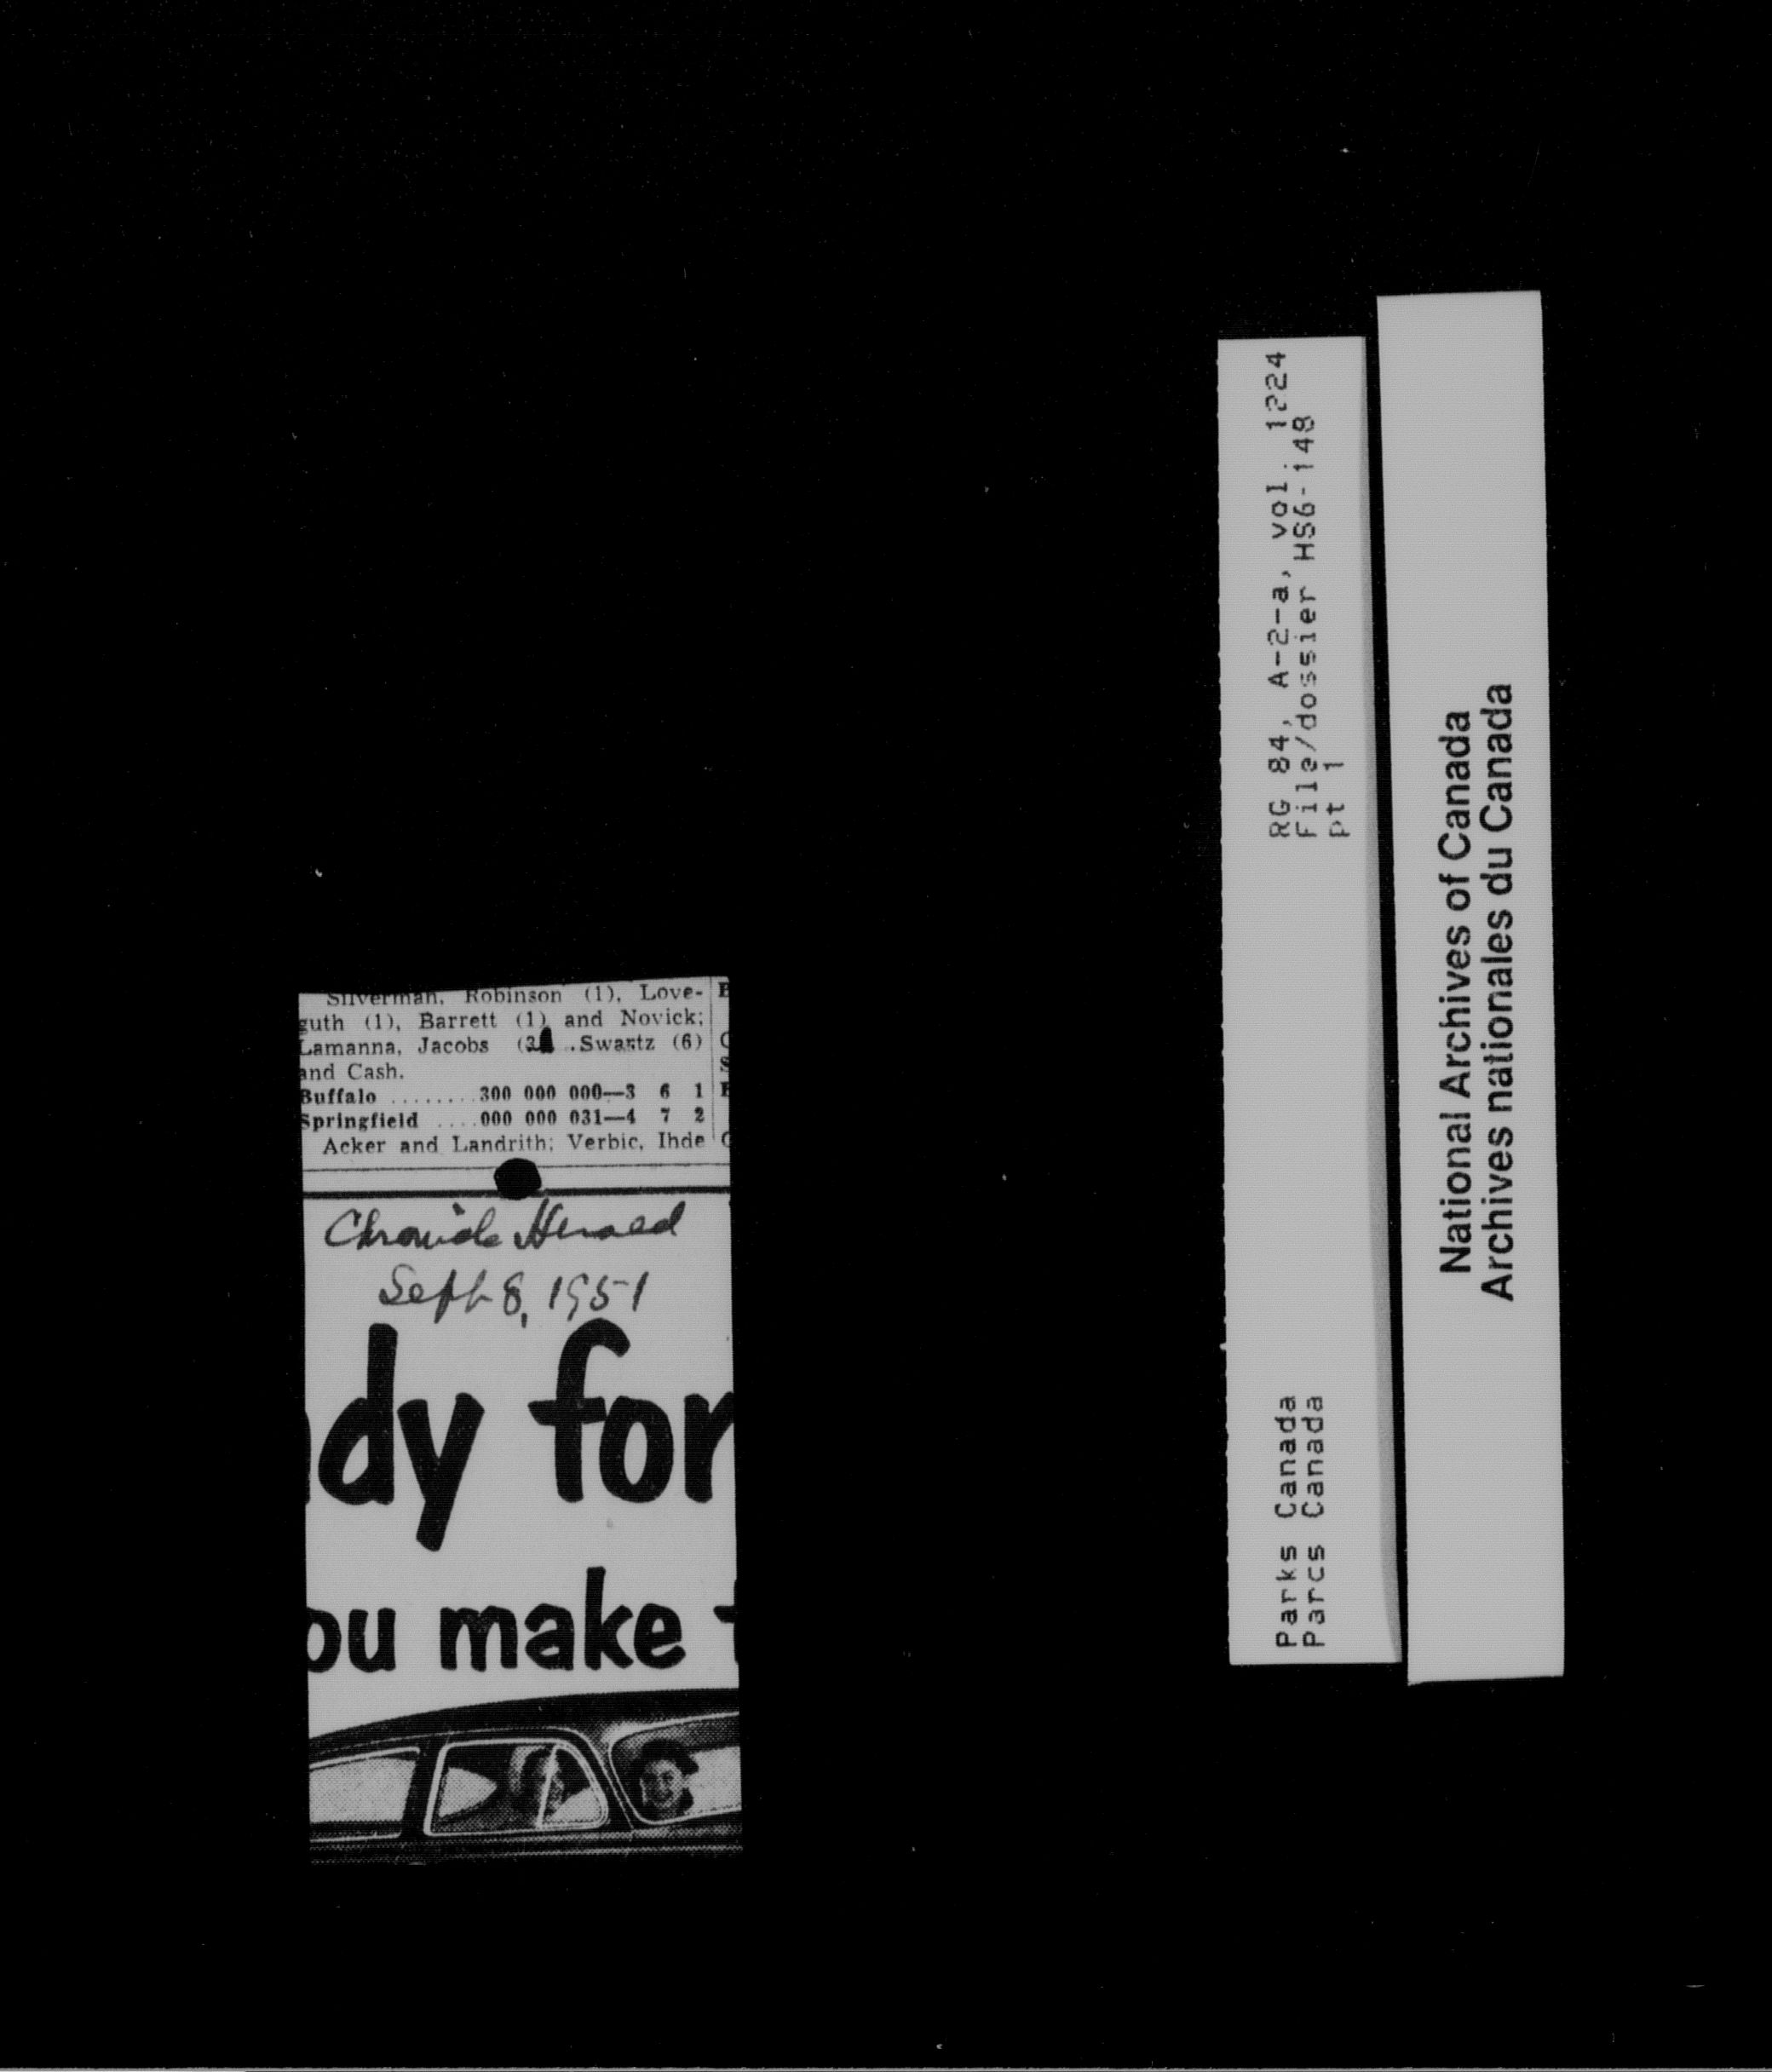 Silverman, Robinson (1), Love-
guth (1), Barrett (1) and Novick;
Lamanna, Jacobs (3 Swartz (6)
and Cash.
Buffalo ........ 300 000 000—3 6 1
Springfield .... 000 000 031—4 7 2
Acker and Landrith; Verbic, Ihde
Chronicle Herald
Sept 8, 1951
dy for
ou make
RG 84, A-2-a, vol. 1224
File/dossier HS6-148
pt 1
Parks Canada
Parcs Canada
National Archives of Canada
Archives nationales du Canada